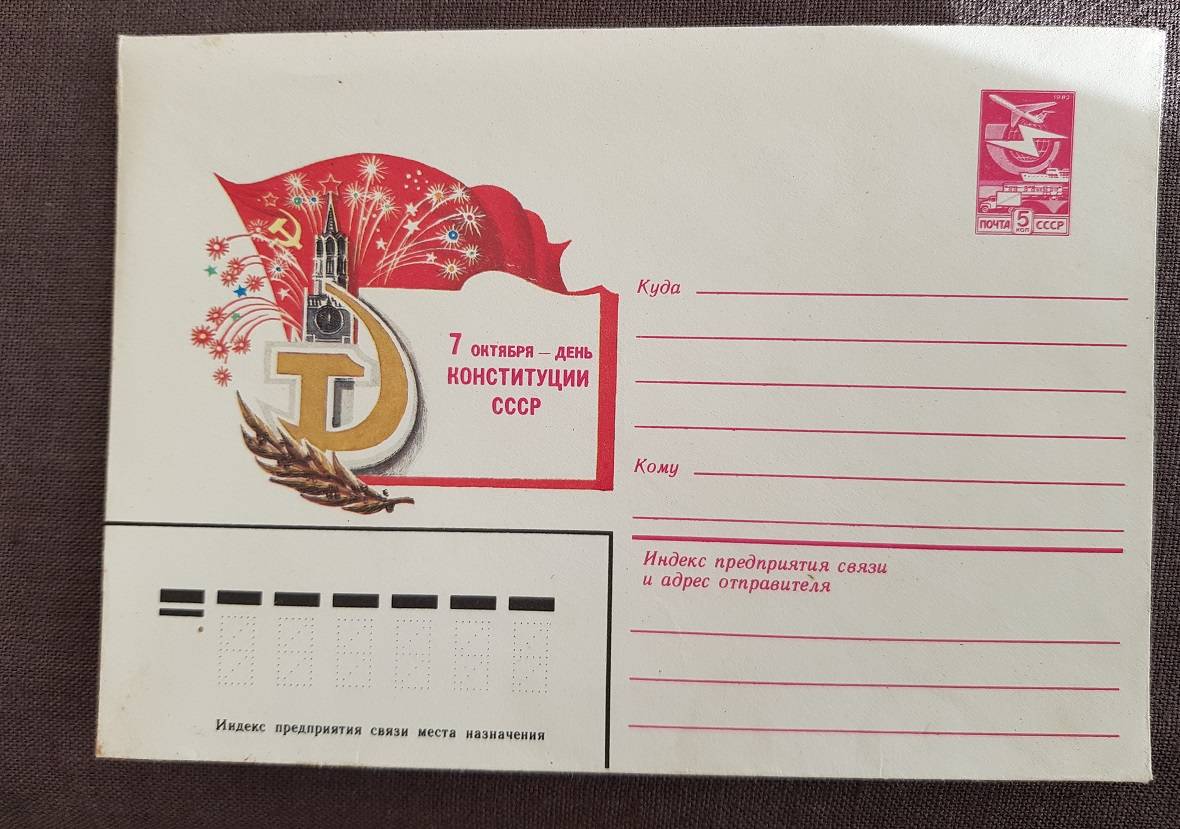 1982
ПОЧТА 5 КОП СССР
7 ОКТЯБРЯ — ДЕНЬ
КОНСТИТУЦИИ
СССР
Куда
Кому
Индекс предприятия связи
и адрес отправителя
Индекс предприятия связи места назначения